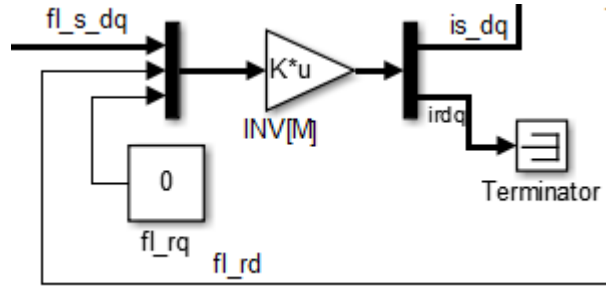 fl_s_dq
is_dq
K*u
INV[M]
irdq
0
Terminator
fl_rq
fl_rd